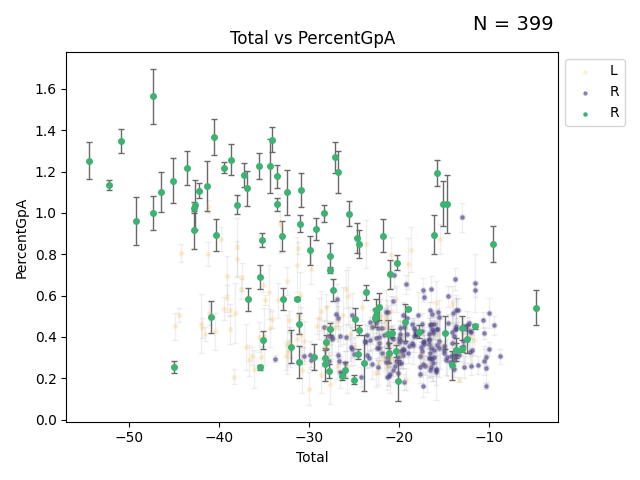 N = 399
Total vs PercentGpA
L
R
R
PercentGpA
1.6
1.4
1.2
1.0
0.8
0.6
0.4
0.2
0.0
−50
−40
−30
−20
−10
Total